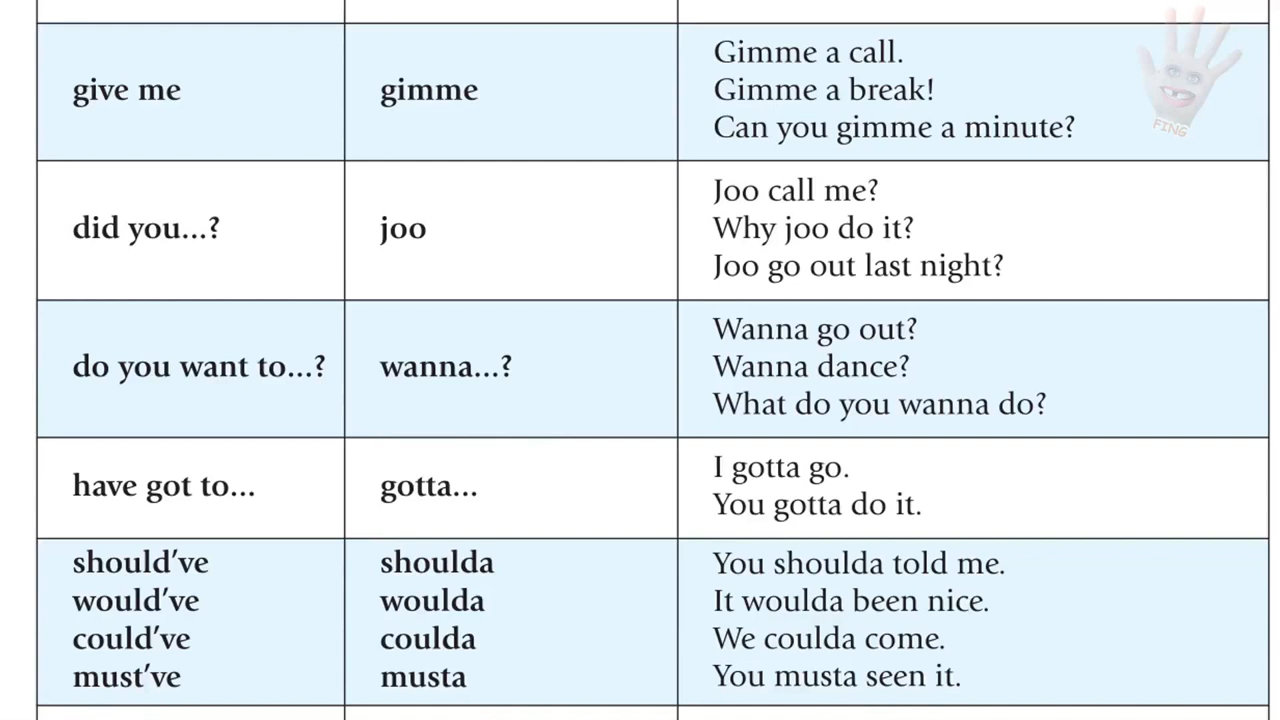 give me
gimme
Gimme a call.
Gimme a break!
Can you gimme a minute?
FING
did you...?
joo
Joo call me?
Why joo do it?
Joo go out last night?
do you want to...?
wanna...?
Wanna go out?
Wanna dance?
What do you wanna do?
have got to...
gotta...
I gotta go.
You gotta do it.
should've
shoulda
You shoulda told me.
would've
woulda
It woulda been nice.
could've
coulda
We coulda come.
must've
musta
You musta seen it.